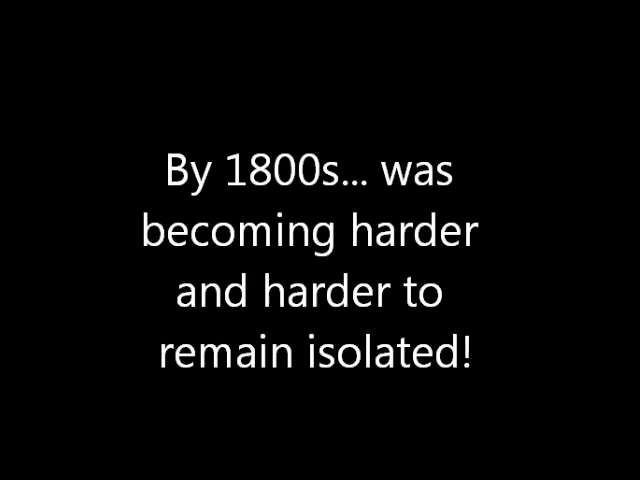 By 1800s... was
becoming harder
and harder to
remain isolated!